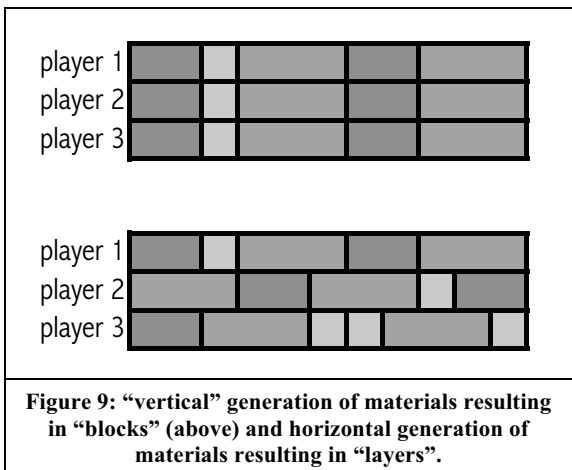 player 1
player 2
player 3
player 1
player 2
player 3
Figure 9: “vertical” generation of materials resulting
in “blocks” (above) and horizontal generation of
materials resulting in “layers”.